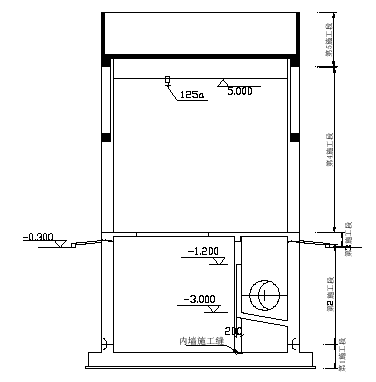 第5施工段
5.000
125a
第4施工段
-0.300
第3施工段
-1.200
-3.000
第2施工段
200
内墙施工缝
第1施工段